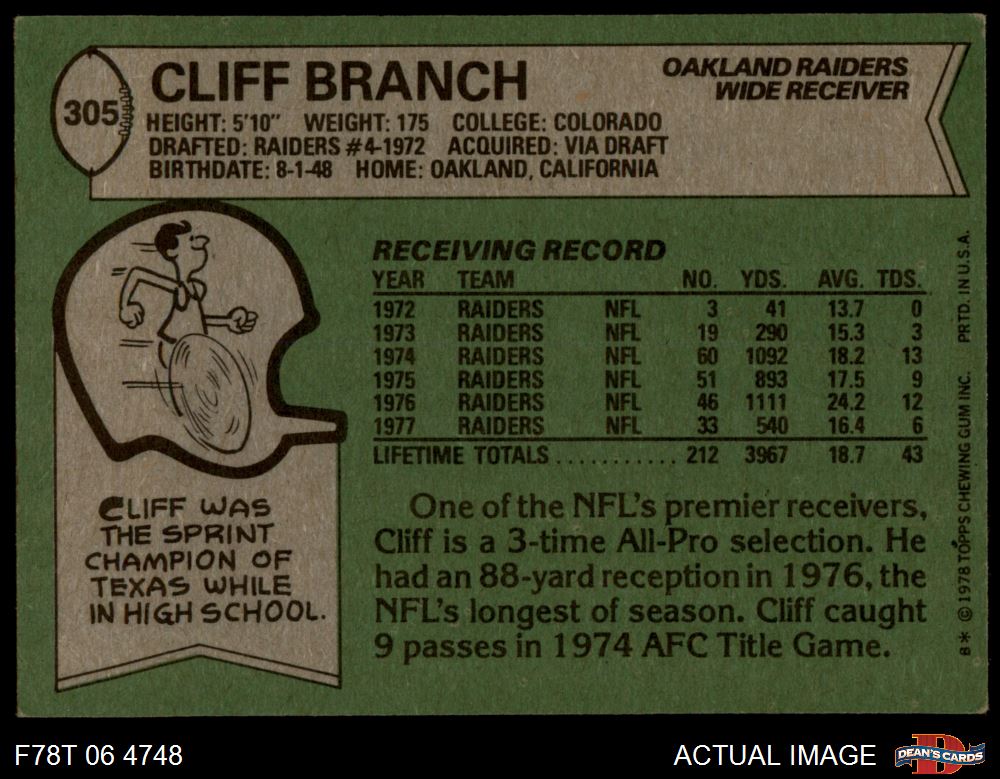 305
CLIFF BRANCH
OAKLAND RAIDERS
WIDE RECEIVER
HEIGHT: 5'10" WEIGHT: 175 COLLEGE: COLORADO
DRAFTED: RAIDERS #4-1972 ACQUIRED: VIA DRAFT
BIRTHDATE: 8-1-48 HOME: OAKLAND, CALIFORNIA
RECEIVING RECORD
YEAR TEAM NO. YDS. AVG. TDS.
1972 RAIDERS NFL 3 41 13.7 0
1973 RAIDERS NFL 19 290 15.3 3
1974 RAIDERS NFL 60 1092 18.2 13
1975 RAIDERS NFL 51 893 17.5 9
1976 RAIDERS NFL 46 1111 24.2 12
1977 RAIDERS NFL 33 540 16.4 6
LIFETIME TOTALS........... 212 3967 18.7 43
CLIFF WAS
THE SPRINT
CHAMPION OF
TEXAS WHILE
IN HIGH SCHOOL.
One of the NFL's premier receivers,
Cliff is a 3-time All-Pro selection. He
had an 88-yard reception in 1976, the
NFL's longest of season. Cliff caught
9 passes in 1974 AFC Title Game.
B* © 1978 TOPPS CHEWING GUM INC. PRTD. IN U.S.A.
F78T 06 4748
ACTUAL IMAGE
DEAN'S CARDS